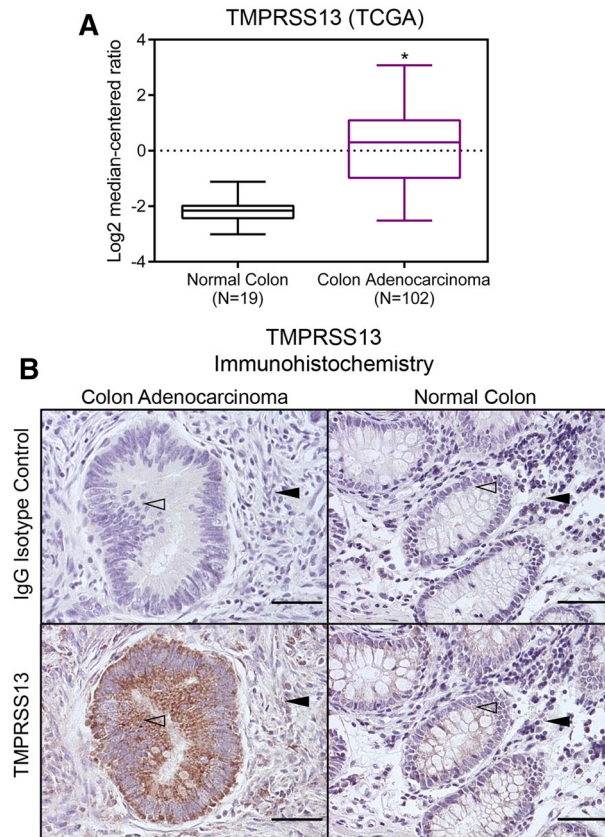 A
TMPRSS13 (TCGA)
Log2 median-centered ratio
4
2
0
-2
-4
*
Normal Colon
(N=19)
Colon Adenocarcinoma
(N=102)
TMPRSS13
Immunohistochemistry
B
Colon Adenocarcinoma
Normal Colon
IgG Isotype Control
TMPRSS13